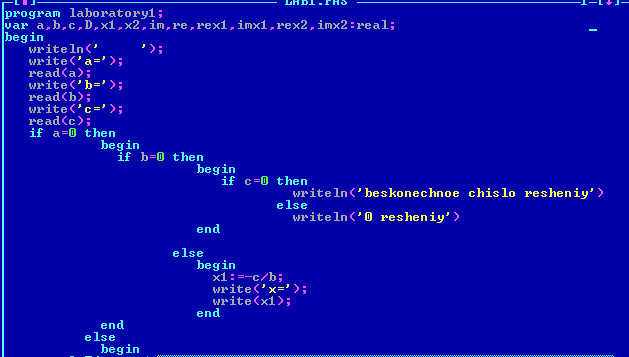 LAB1.PAS
program laboratory1;
var a,b,c,D,x1,x2,im,re,rex1,imx1,rex2,imx2:real;
begin
writeln('      ');
write('a=');
read(a);
write('b=');
read(b);
write('c=');
read(c);
if a=0 then
begin
if b=0 then
begin
if c=0 then
writeln('beskonechnoe chislo resheniy')
else
writeln('0 resheniy')
end
else
begin
x1:=-c/b;
write('x=');
write(x1);
end
end
else
begin